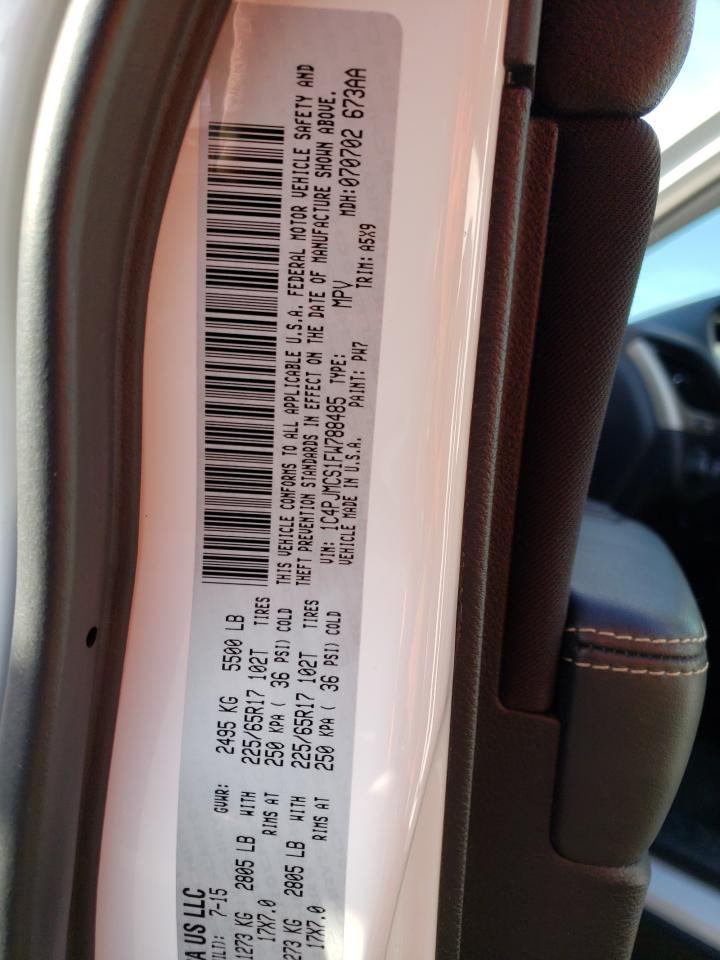 A US LLC
7-15 GVWR: 2495 KG 5500 LB
1273 KG 2805 LB WITH 225/65R17 102T TIRES
17X7.0 RIMS AT 250 KPA ( 36 PSI) COLD
273 KG 2805 LB WITH 225/65R17 102T TIRES
17X7.0 RIMS AT 250 KPA ( 36 PSI) COLD
THIS VEHICLE CONFORMS TO ALL APPLICABLE U.S.A. FEDERAL MOTOR VEHICLE SAFETY AND
THEFT PREVENTION STANDARDS IN EFFECT ON THE DATE OF MANUFACTURE SHOWN ABOVE.
VIN: 1C4PJMCS1FW788485 TYPE: MPV MDH:070702 673AA
VEHICLE MADE IN U.S.A. PAINT: PW7 TRIM: A5X9